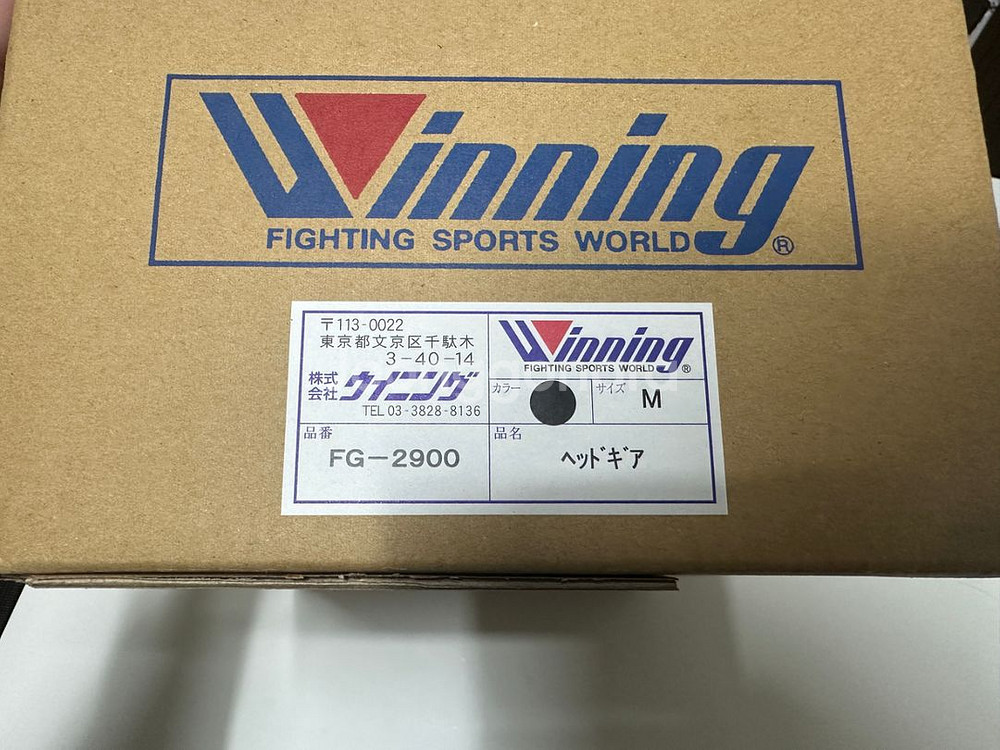 Winning
FIGHTING SPORTS WORLD ®
〒113-0022
東京都文京区千駄木
3-40-14
株式会社 ウイニング
TEL 03-3828-8136
Winning
FIGHTING SPORTS WORLD ®
カラー
サイズ M
品番
FG-2900
品名
ヘッドギア